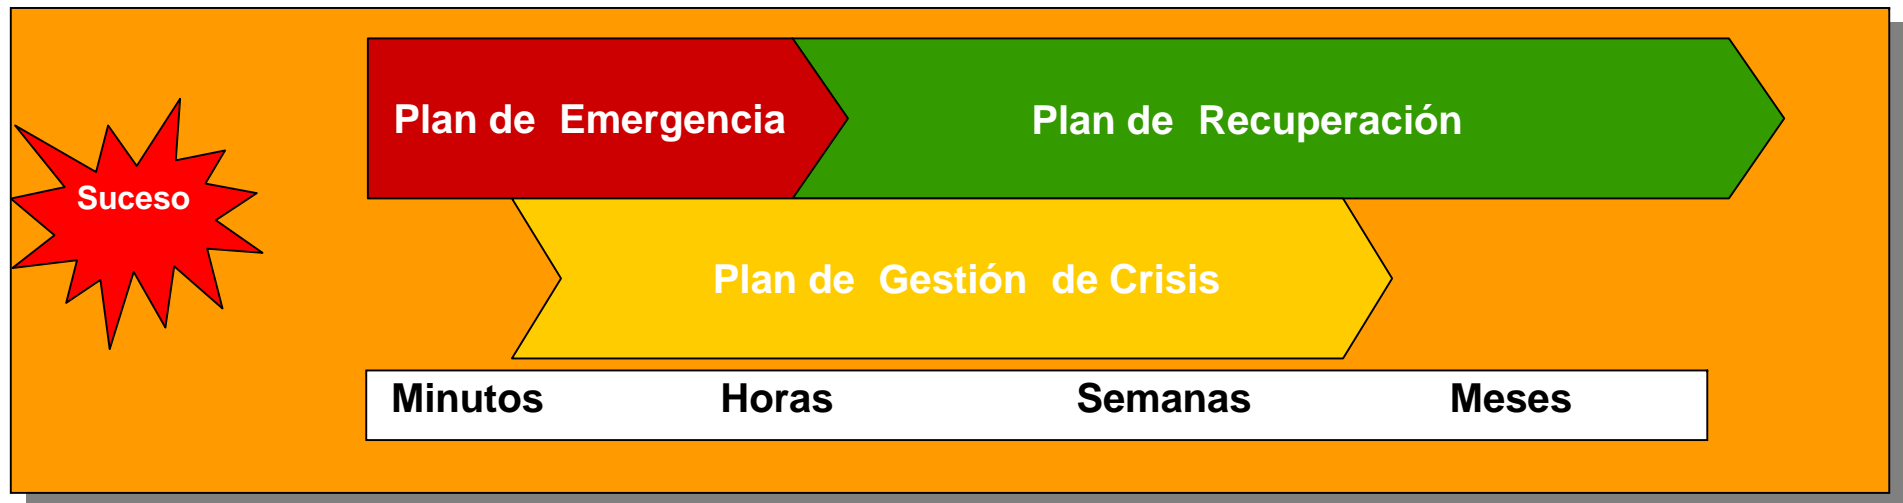 Plan de Emergencia
Plan de Recuperación
Suceso
Plan de Gestión de Crisis
Minutos Horas Semanas Meses